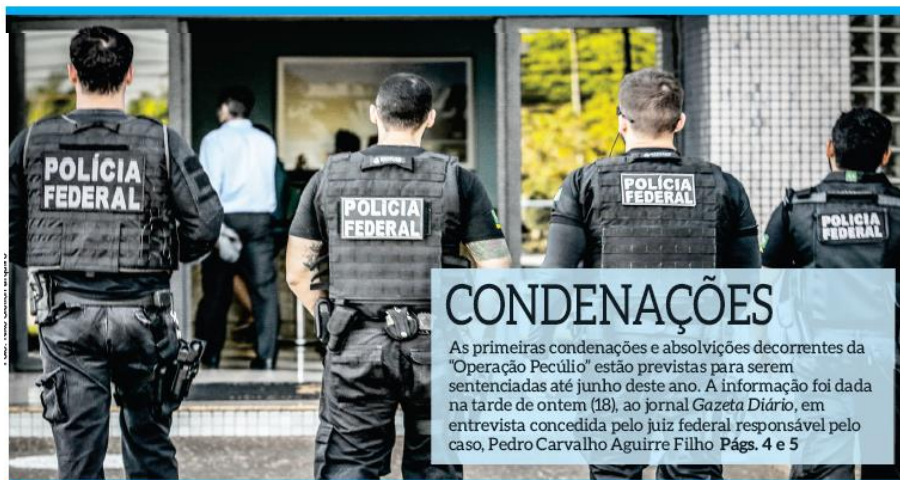 POLÍCIA
FEDERAL
POLÍCIA
FEDERAL
POLÍCIA
FEDERAL
POLÍCIA
FEDERAL
CONDENAÇÕES
As primeiras condenações e absolvições decorrentes da
“Operação Pecúlio” estão previstas para serem
sentenciadas até junho deste ano. A informação foi dada
na tarde de ontem (18), ao jornal Gazeta Diário, em
entrevista concedida pelo juiz federal responsável pelo
caso, Pedro Carvalho Aguirre Filho Págs. 4 e 5